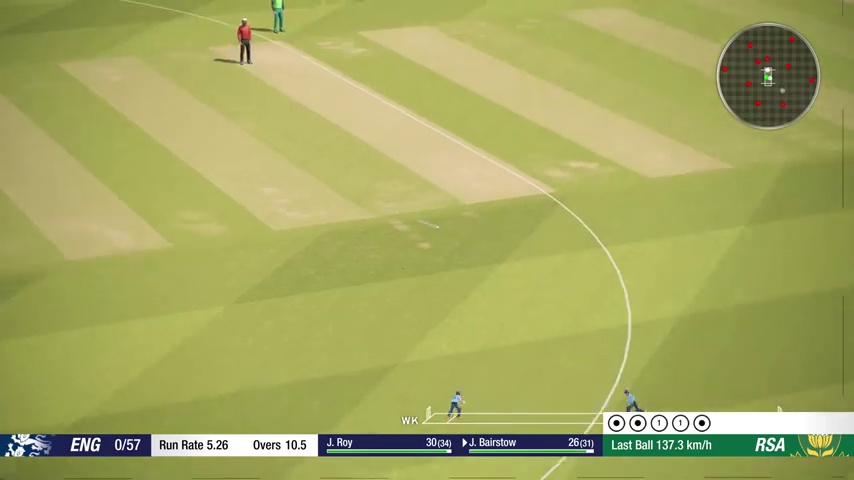 WK
1 1
ENG 0/57 Run Rate 5.26 Overs 10.5 J. Roy 30 (34) J. Bairstow 26 (31) Last Ball 137.3 km/h RSA